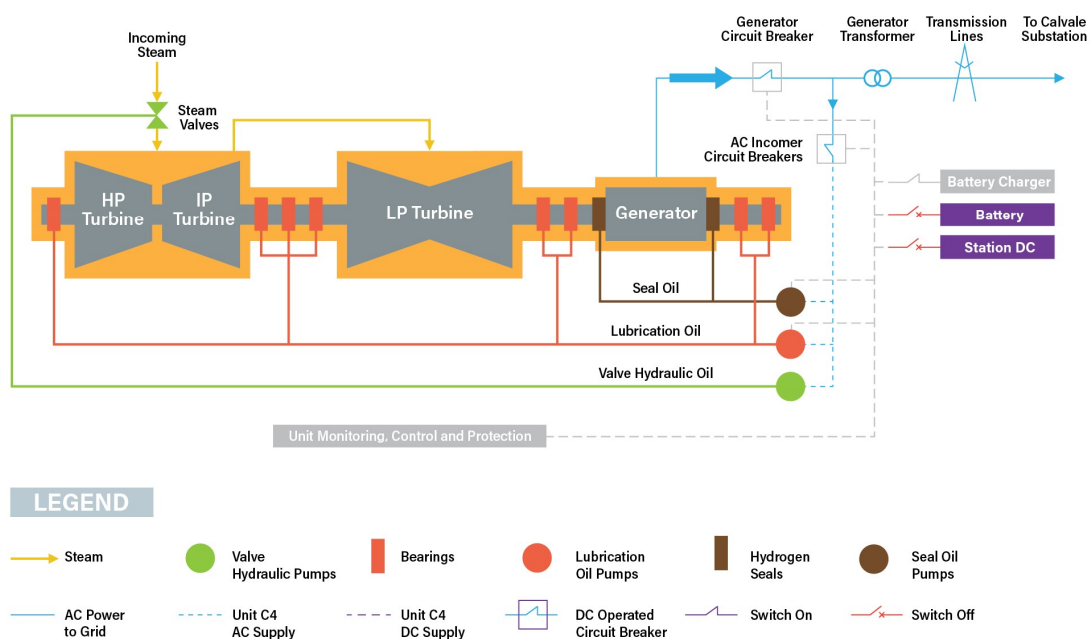 Incoming
Steam
Steam
Valves
Generator
Circuit Breaker
Generator
Transformer
Transmission
Lines
To Calvale
Substation
AC Incomer
Circuit Breakers
HP
Turbine
IP
Turbine
LP Turbine
Generator
Battery Charger
Battery
Station DC
Seal Oil
Lubrication Oil
Valve Hydraulic Oil
Unit Monitoring, Control and Protection
LEGEND
Steam
Valve
Hydraulic Pumps
Bearings
Lubrication
Oil Pumps
Hydrogen
Seals
Seal Oil
Pumps
AC Power
to Grid
Unit C4
AC Supply
Unit C4
DC Supply
DC Operated
Circuit Breaker
Switch On
Switch Off